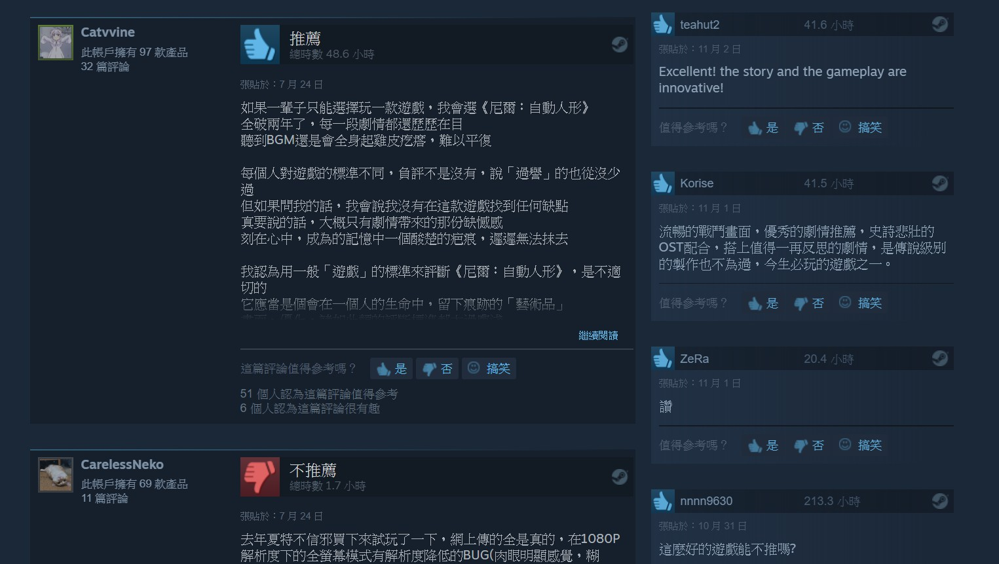 Catvvine
此帳戶擁有 97 款產品
32 篇評論
推薦
總時數 48.6 小時
張貼於：7 月 24 日
如果一輩子只能選擇玩一款遊戲，我會選《尼爾：自動人形》
全破兩年了，每一段劇情都還歷歷在目
聽到BGM還是會全身起雞皮疙瘩，難以平復
每個人對遊戲的標準不同，負評不是沒有，說「過譽」的也從沒少
過
但如果問我的話，我會說我沒有在這款遊戲找到任何缺點
真要說的話，大概只有劇情帶來的那份缺憾感
刻在心中，成為的記憶中一個酸楚的疤痕，遲遲無法抹去
我認為用一般「遊戲」的標準來評斷《尼爾：自動人形》，是不適
切的
它應當是個會在一個人的生命中，留下痕跡的「藝術品」
繼續閱讀
這篇評論值得參考嗎？ 是 否 搞笑
51 個人認為這篇評論值得參考
6 個人認為這篇評論很有趣
CarelessNeko
此帳戶擁有 69 款產品
11 篇評論
不推薦
總時數 1.7 小時
張貼於：7 月 24 日
去年夏特不信邪買下來試玩了一下，網上傳的全是真的，在1080P
解析度下的全螢幕模式有解析度降低的BUG(肉眼明顯感覺，糊
teahut2 41.6 小時
張貼於：11 月 2 日
Excellent! the story and the gameplay are
innovative!
值得參考嗎？ 是 否 搞笑
Korise 41.5 小時
張貼於：11 月 1 日
流暢的戰鬥畫面，優秀的劇情推薦，史詩悲壯的
OST配合，搭上值得一再反思的劇情，是傳說級別
的製作也不為過，今生必玩的遊戲之一。
值得參考嗎？ 是 否 搞笑
ZeRa 20.4 小時
張貼於：11 月 1 日
讚
值得參考嗎？ 是 否 搞笑
nnnn9630 213.3 小時
張貼於：10 月 31 日
這麼好的遊戲能不推嗎?